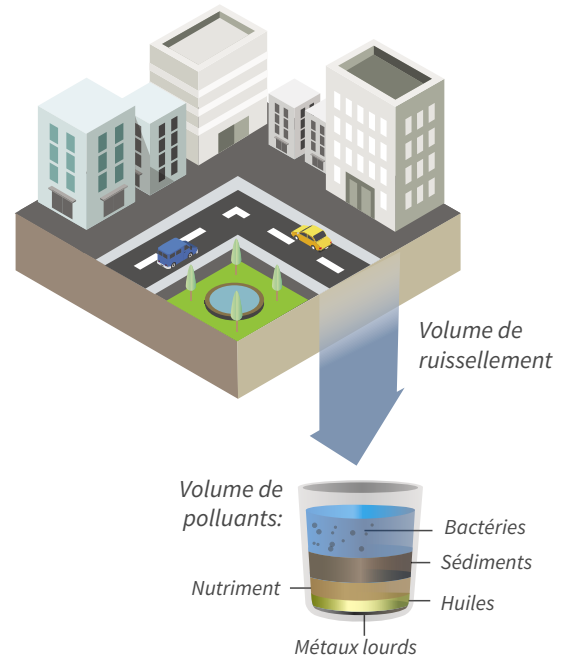 Volume de
ruissellement
Volume de
polluants:
Bactéries
Sédiments
Nutriment
Huiles
Métaux lourds